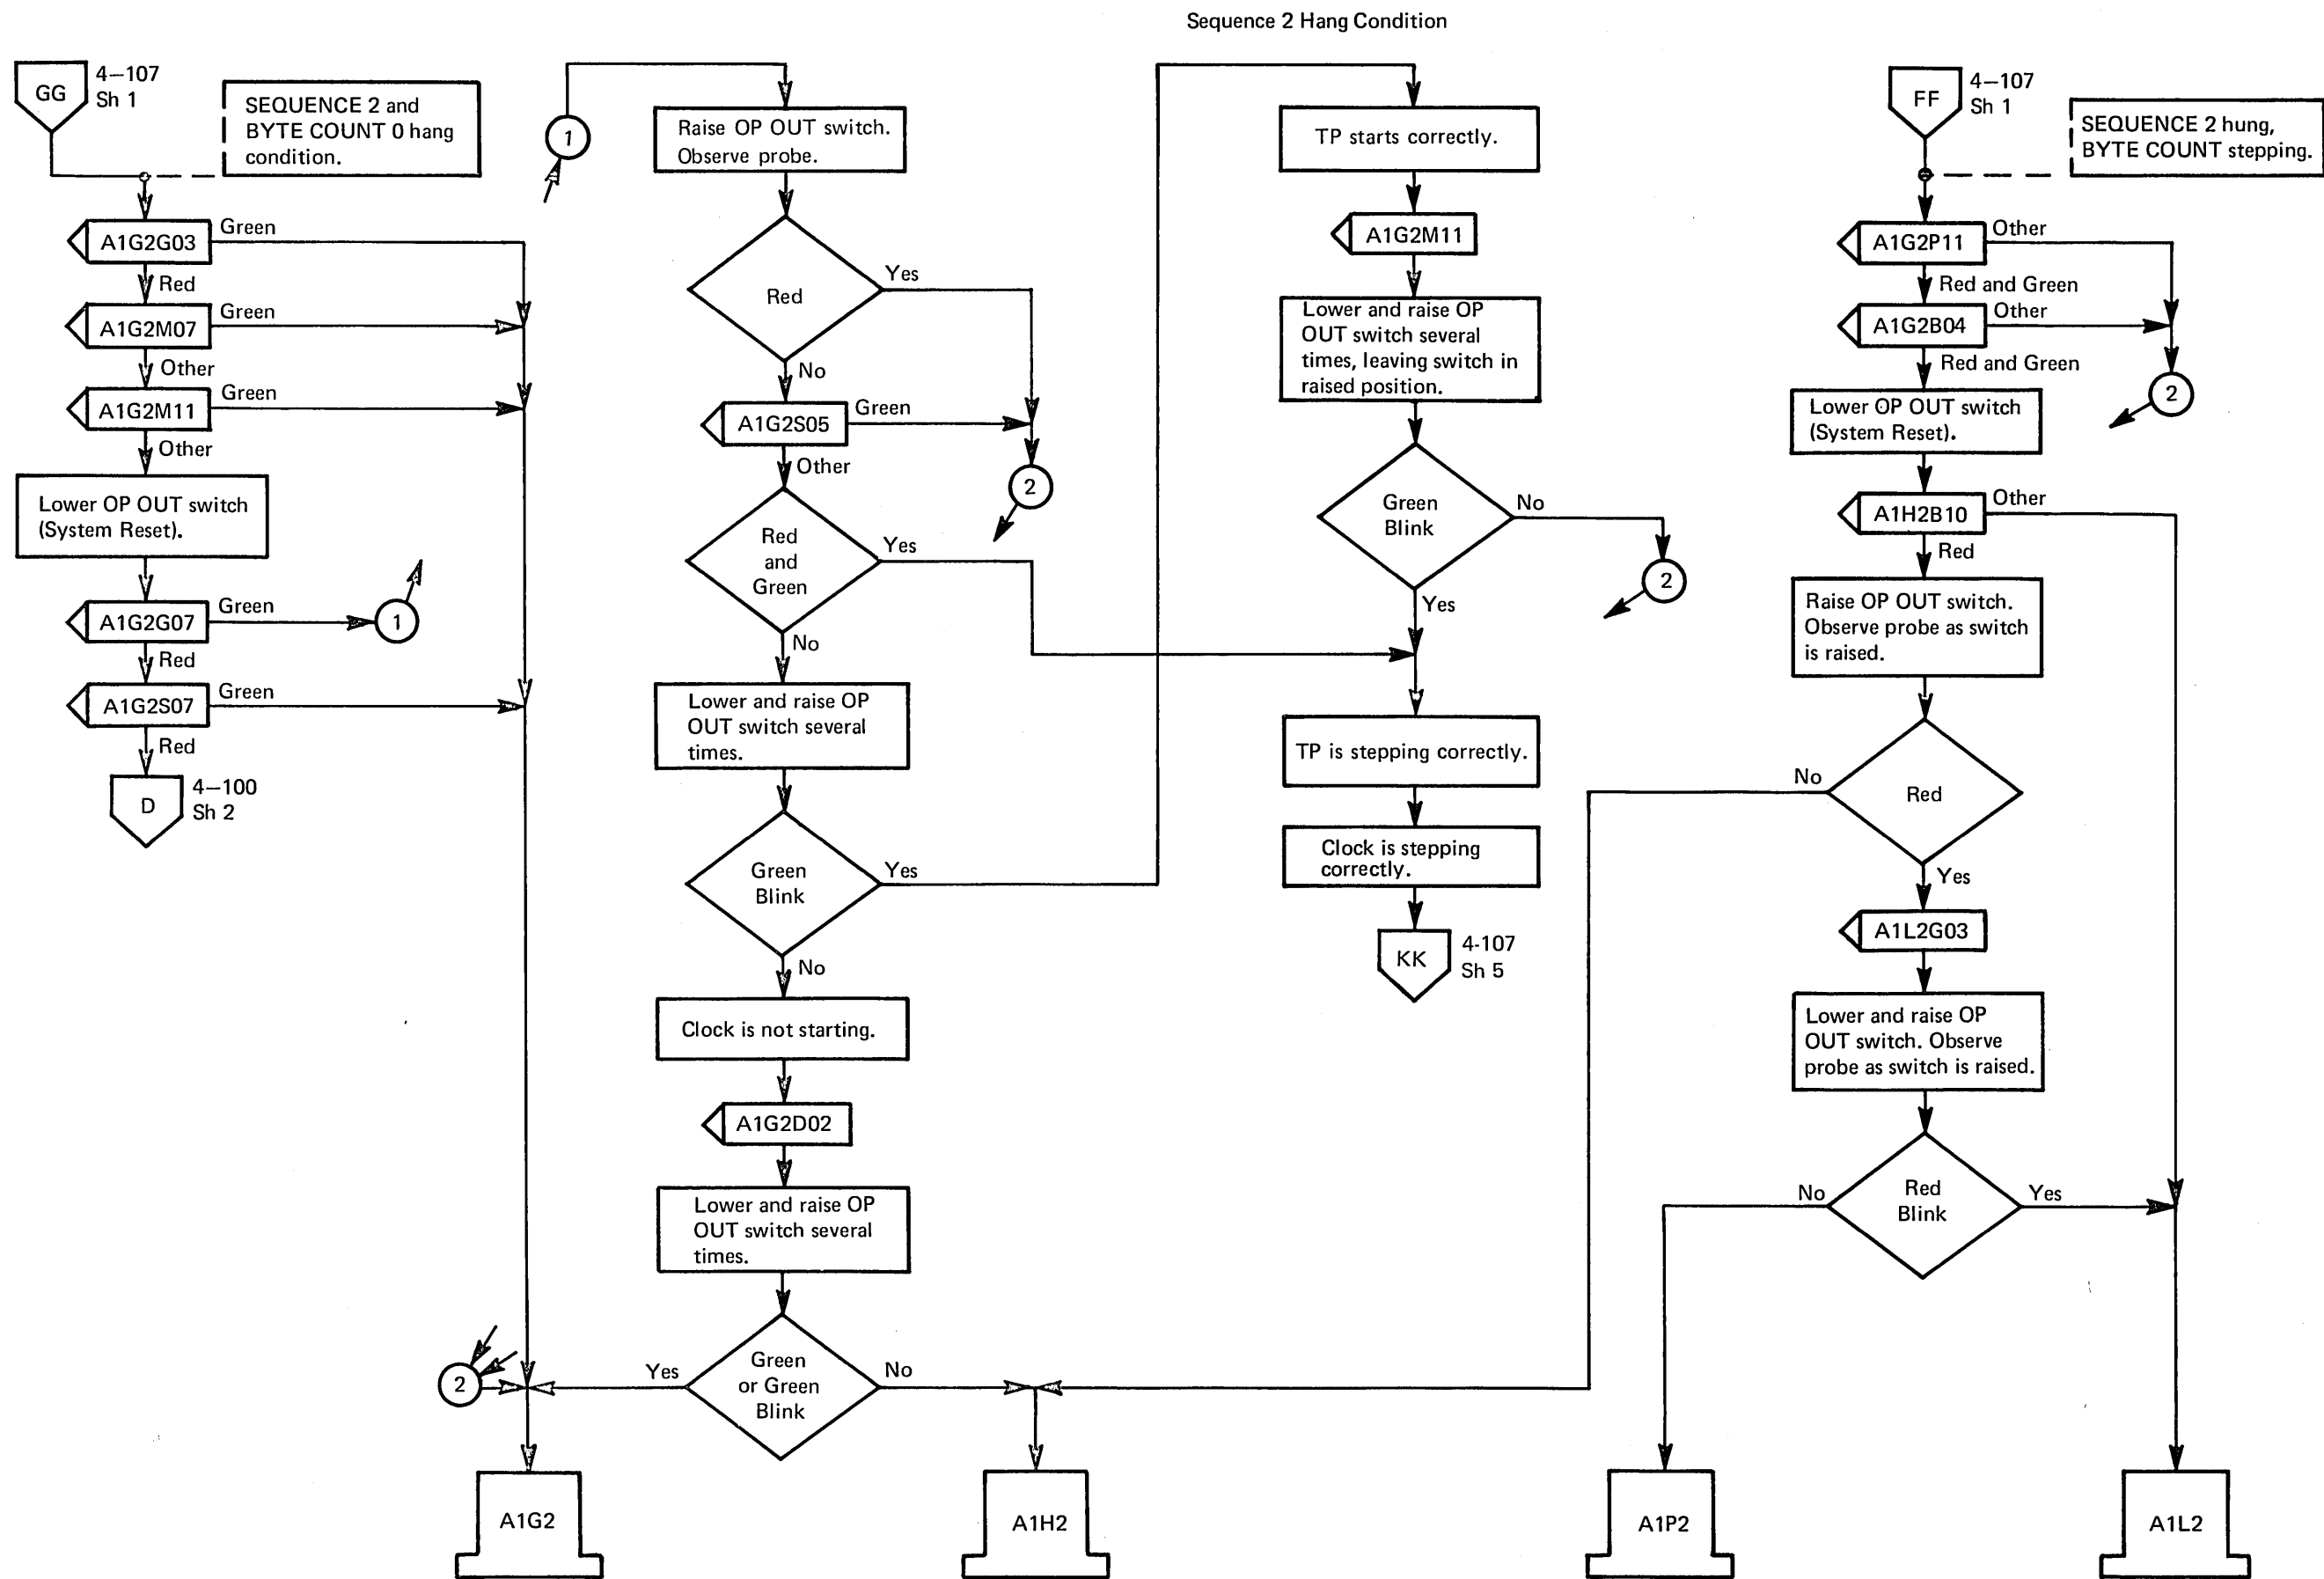 Sequence 2 Hang Condition
GG
4—107
Sh 1
SEQUENCE 2 and
BYTE COUNT 0 hang
condition.
A1G2G03
Green
Red
A1G2M07
Green
Other
A1G2M11
Green
Other
Lower OP OUT switch
(System Reset).
A1G2G07
Green
1
Red
A1G2S07
Green
Red
D
4—100
Sh 2
1
Raise OP OUT switch.
Observe probe.
Red
Yes
No
A1G2S05
Green
2
Other
Red
and
Green
Yes
No
Lower and raise OP
OUT switch several
times.
Green
Blink
Yes
No
Clock is not starting.
A1G2D02
Lower and raise OP
OUT switch several
times.
Green
or Green
Blink
Yes
No
2
A1G2
A1H2
TP starts correctly.
A1G2M11
Lower and raise OP
OUT switch several
times, leaving switch in
raised position.
Green
Blink
No
2
Yes
TP is stepping correctly.
Clock is stepping
correctly.
KK
4-107
Sh 5
FF
4—107
Sh 1
SEQUENCE 2 hung,
BYTE COUNT stepping.
A1G2P11
Other
Red and Green
A1G2B04
Other
Red and Green
2
Lower OP OUT switch
(System Reset).
A1H2B10
Other
Red
Raise OP OUT switch.
Observe probe as switch
is raised.
Red
No
Yes
A1L2G03
Lower and raise OP
OUT switch. Observe
probe as switch is raised.
Red
Blink
No
Yes
A1P2
A1L2